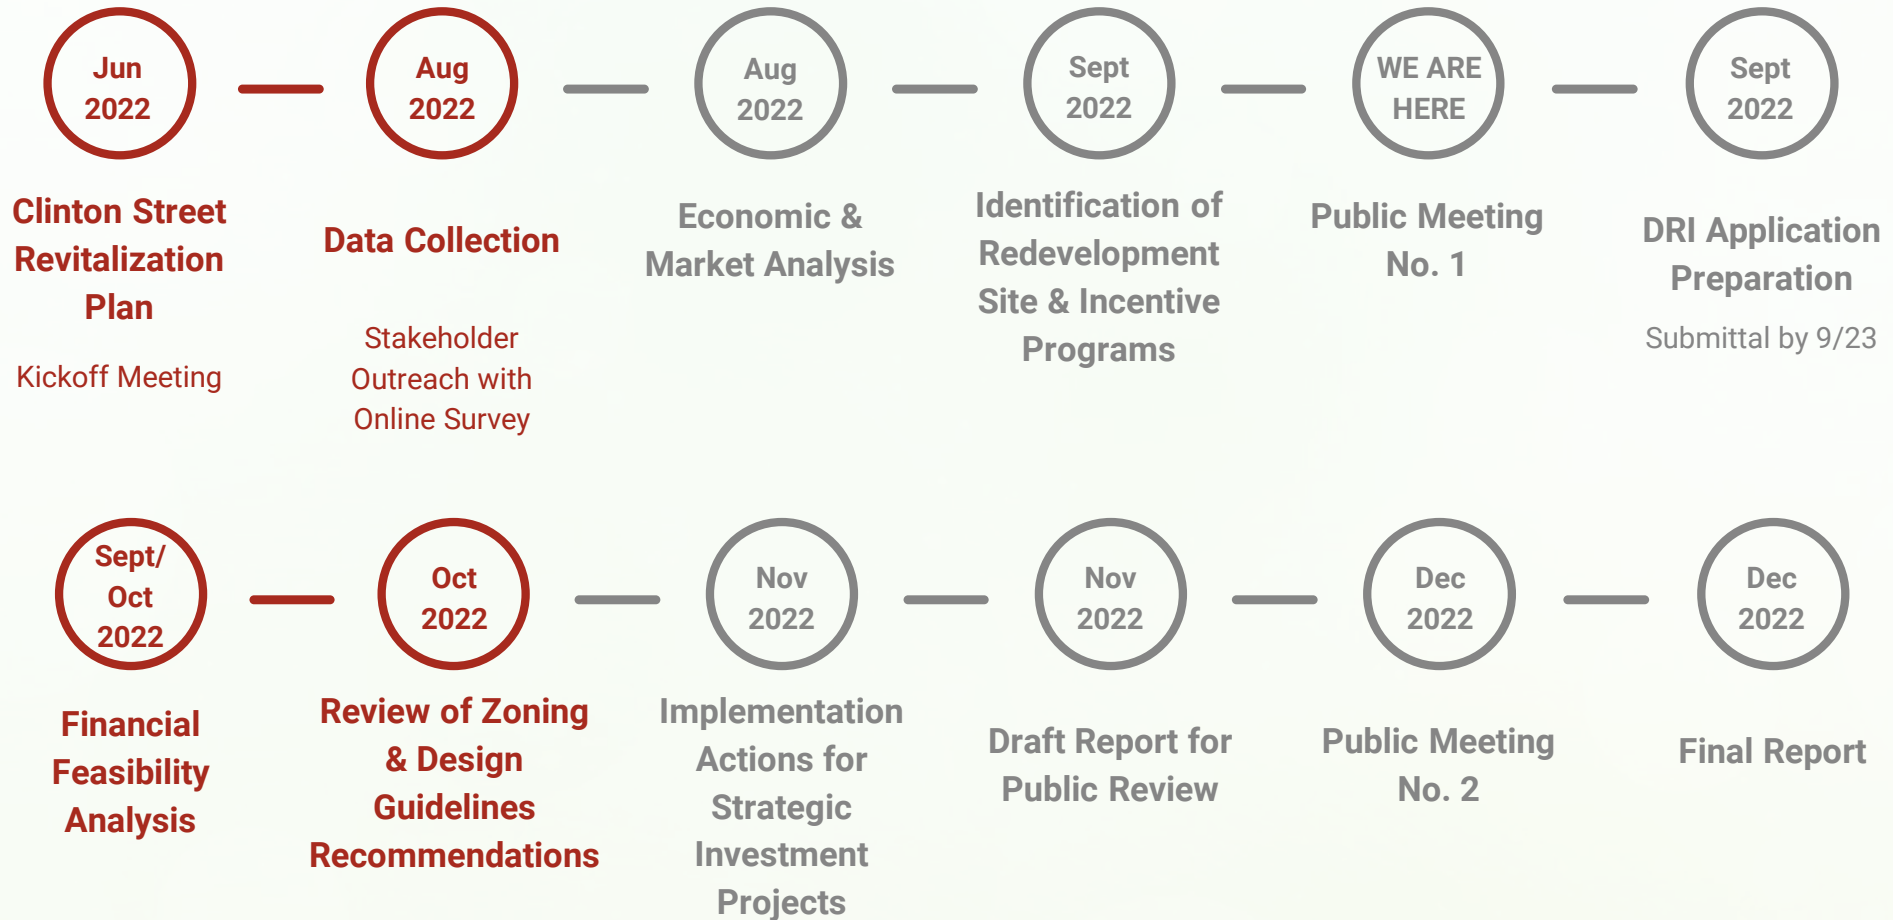 Jun
2022
Clinton Street
Revitalization
Plan
Kickoff Meeting
Aug
2022
Data Collection
Stakeholder
Outreach with
Online Survey
Aug
2022
Economic &
Market Analysis
Sept
2022
Identification of
Redevelopment
Site & Incentive
Programs
WE ARE
HERE
Public Meeting
No. 1
Sept
2022
DRI Application
Preparation
Submittal by 9/23
Sept/
Oct
2022
Financial
Feasibility
Analysis
Oct
2022
Review of Zoning
& Design
Guidelines
Recommendations
Nov
2022
Implementation
Actions for
Strategic
Investment
Projects
Nov
2022
Draft Report for
Public Review
Dec
2022
Public Meeting
No. 2
Dec
2022
Final Report